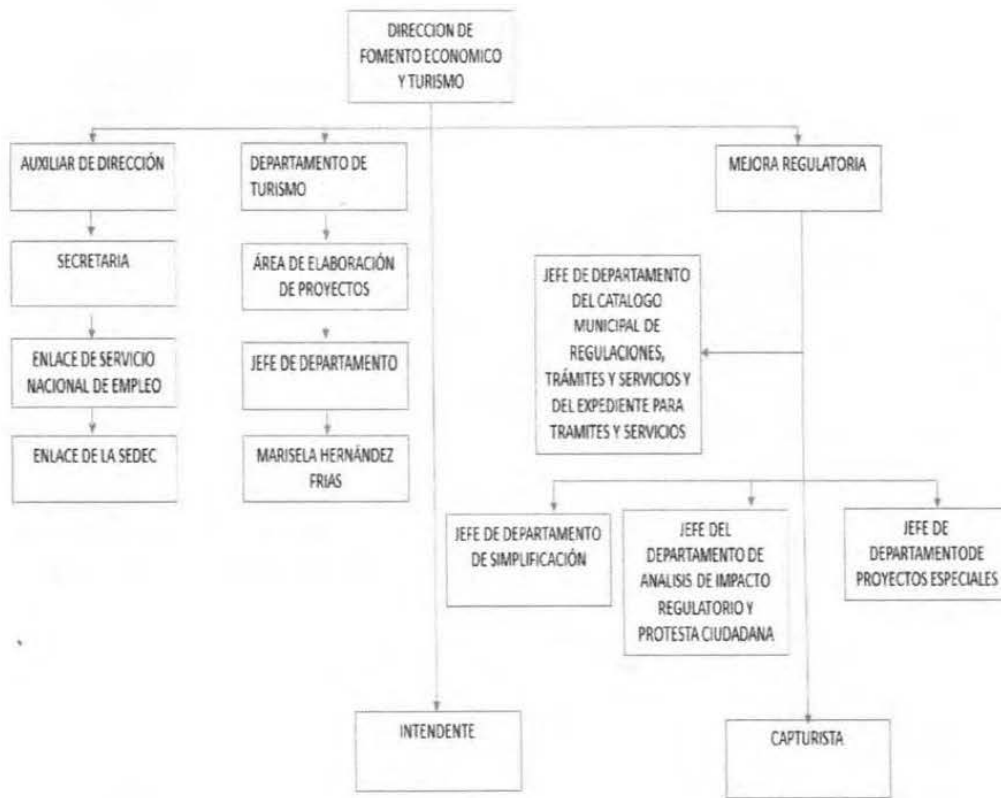 DIRECCION DE
FOMENTO ECONOMICO
Y TURISMO
AUXILIAR DE DIRECCIÓN
DEPARTAMENTO DE
TURISMO
MEJORA REGULATORIA
SECRETARIA
ÁREA DE ELABORACIÓN
DE PROYECTOS
JEFE DE DEPARTAMENTO
DEL CATALOGO
MUNICIPAL DE
REGULACIONES,
TRÁMITES Y SERVICIOS Y
DEL EXPEDIENTE PARA
TRAMITES Y SERVICIOS
ENLACE DE SERVICIO
NACIONAL DE EMPLEO
JEFE DE DEPARTAMENTO
ENLACE DE LA SEDEC
MARISELA HERNÁNDEZ
FRIAS
JEFE DE DEPARTAMENTO
DE SIMPLIFICACIÓN
JEFE DEL
DEPARTAMENTO DE
ANALISIS DE IMPACTO
REGULATORIO Y
PROTESTA CIUDADANA
JEFE DE
DEPARTAMENTODE
PROYECTOS ESPECIALES
INTENDENTE
CAPTURISTA